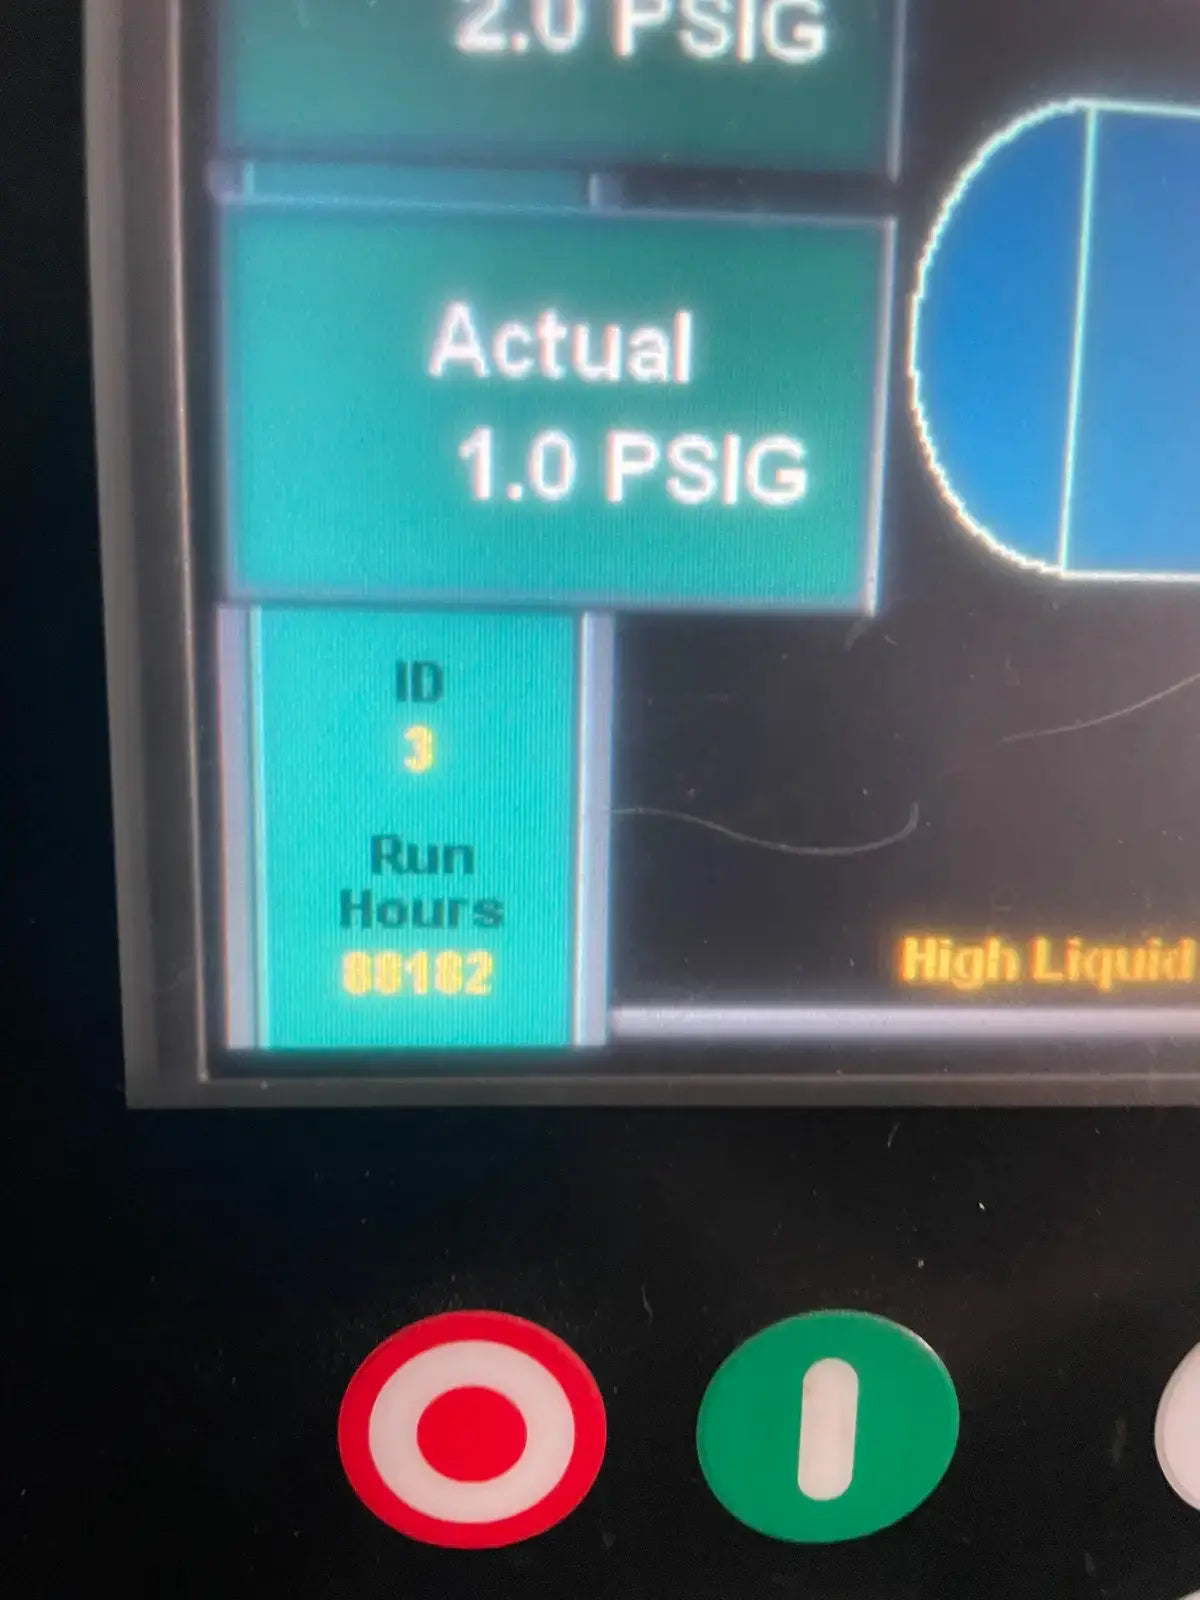 2.0 PSIG
Actual
1.0 PSIG
ID
3
Run
Hours
88182
High Liquid